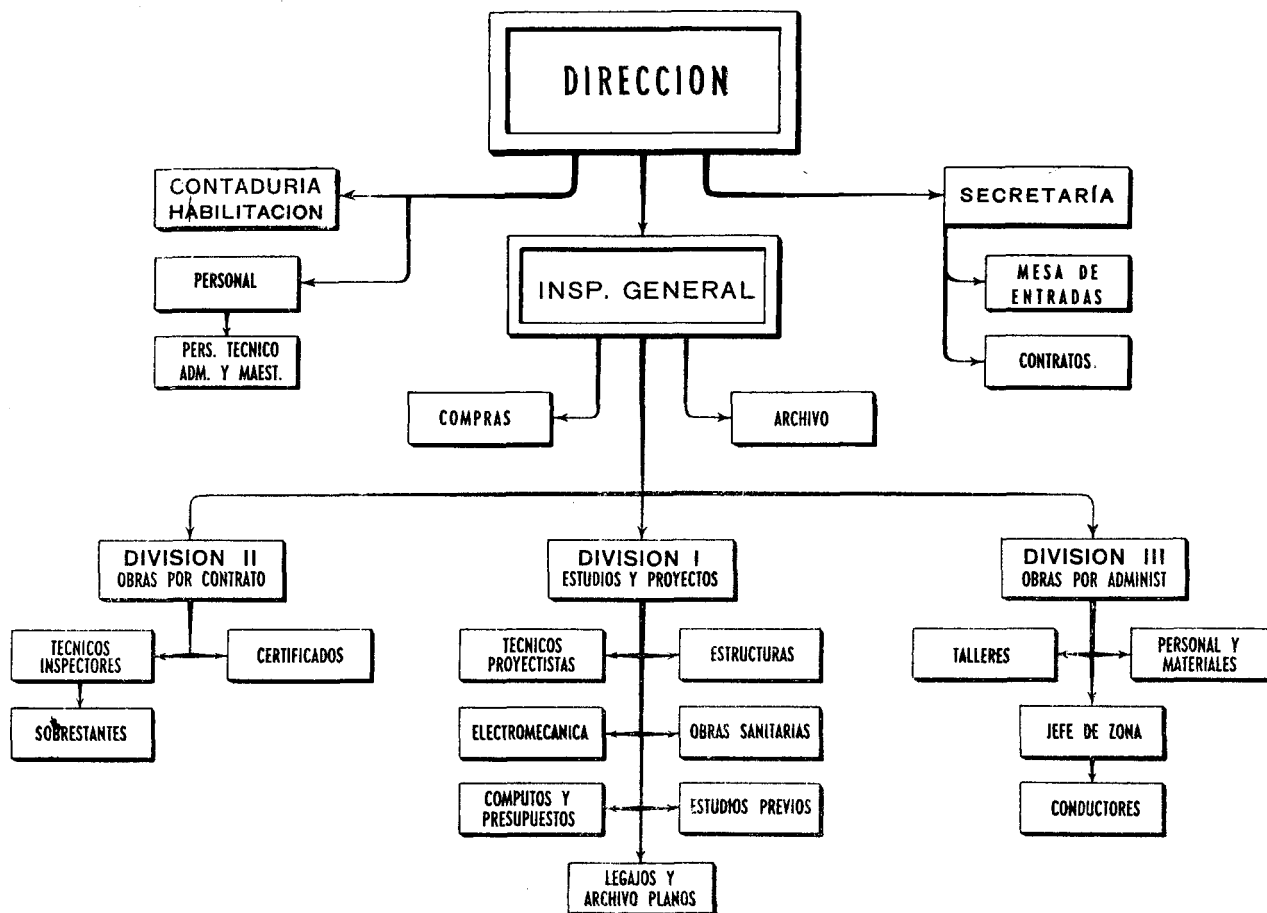 DIRECCION
CONTADURIA
HABILITACION
SECRETARÍA
PERSONAL
INSP. GENERAL
MESA DE
ENTRADAS
PERS. TECNICO
ADM. Y MAEST.
CONTRATOS.
COMPRAS
ARCHIVO
DIVISION II
OBRAS POR CONTRATO
DIVISION I
ESTUDIOS Y PROYECTOS
DIVISION III
OBRAS POR ADMINIST
TECNICOS
INSPECTORES
CERTIFICADOS
TECNICOS
PROYECTISTAS
ESTRUCTURAS
TALLERES
PERSONAL Y
MATERIALES
SOBRESTANTES
ELECTROMECANICA
OBRAS SANITARIAS
JEFE DE ZONA
COMPUTOS Y
PRESUPUESTOS
ESTUDIOS PREVIOS
CONDUCTORES
LEGAJOS Y
ARCHIVO PLANOS